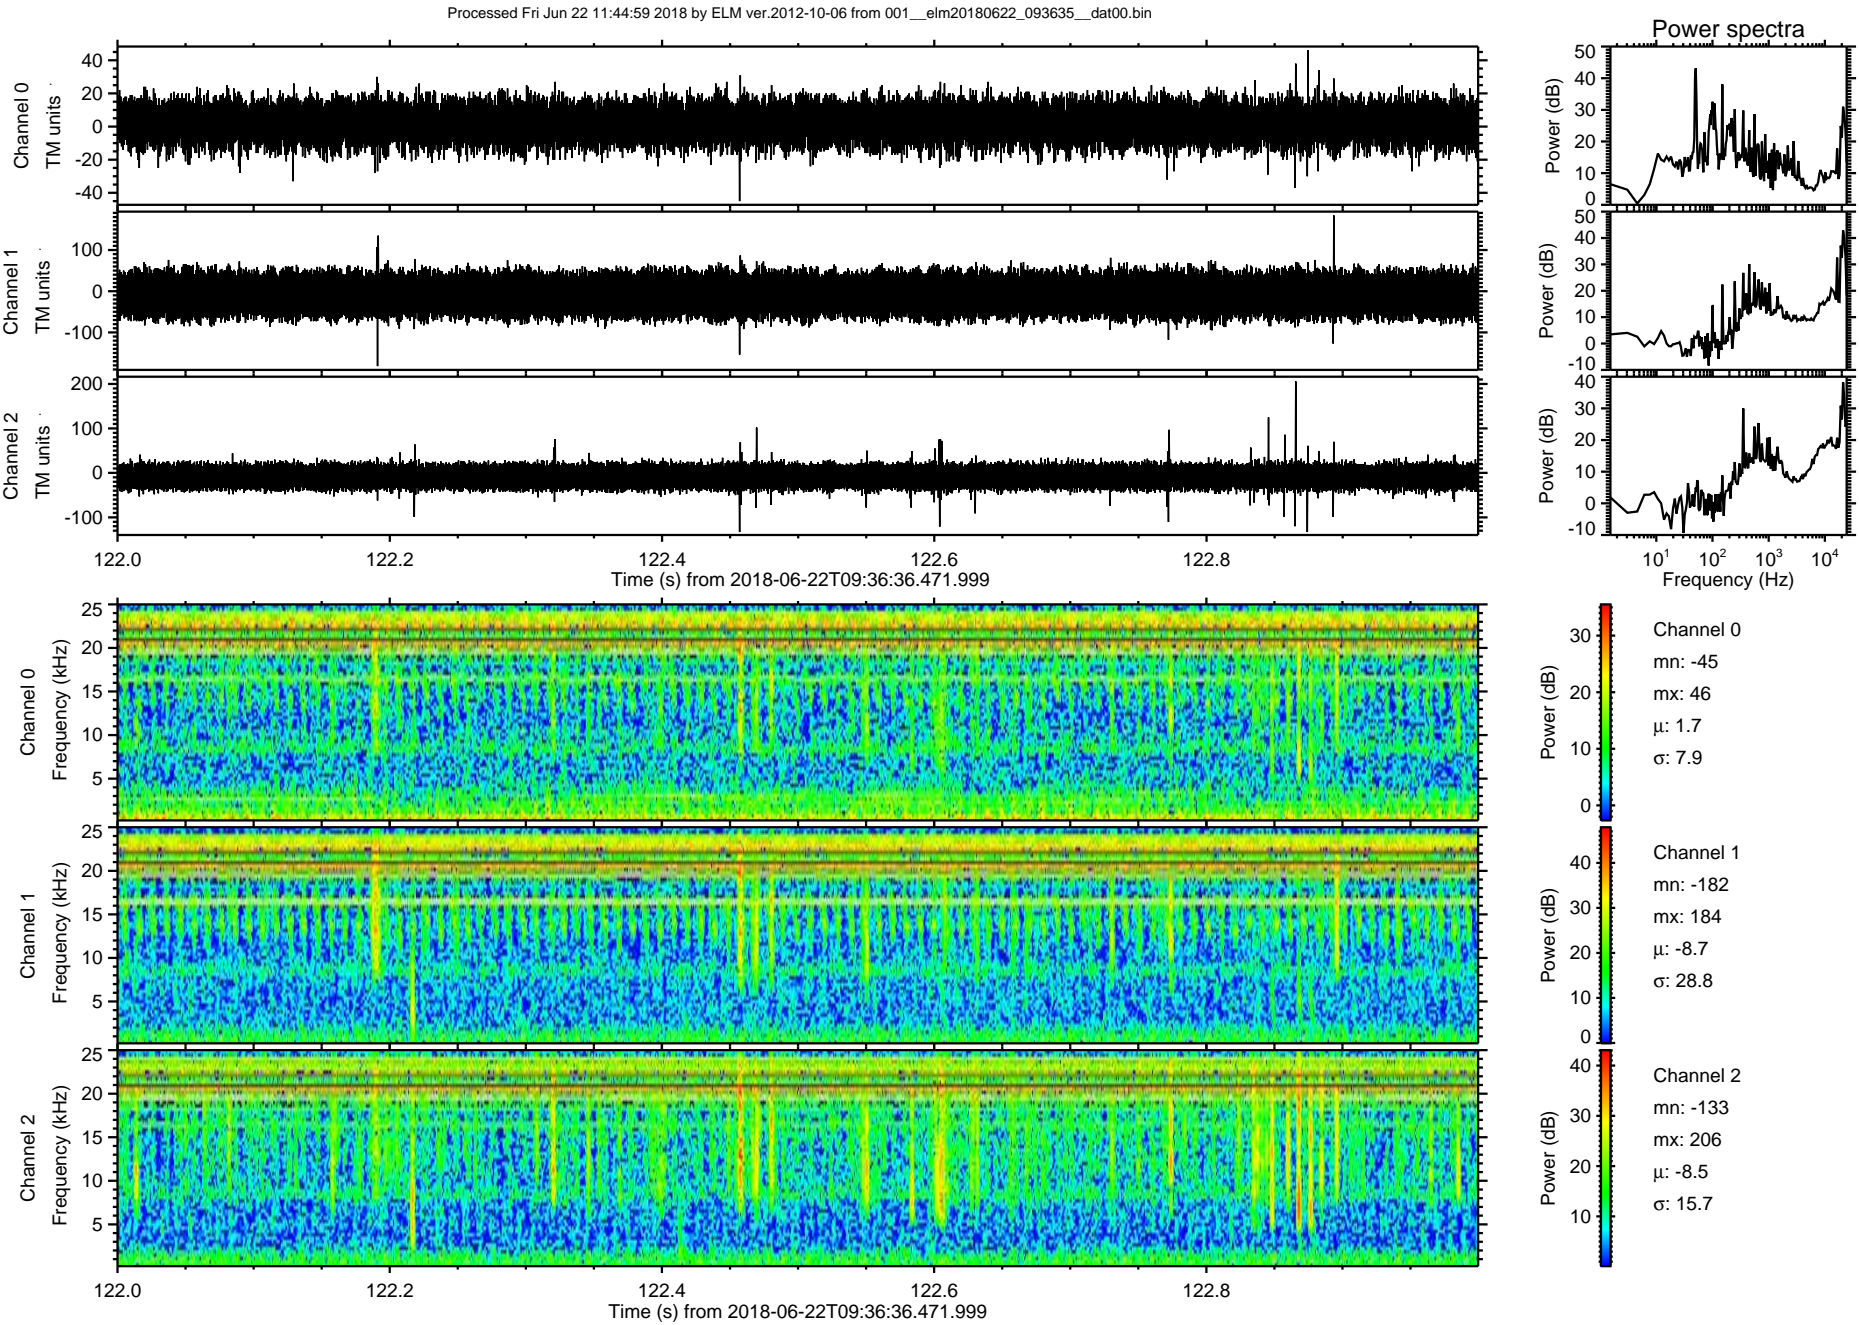 Processed Fri Jun 22 11:44:59 2018 by ELM ver.2012-10-06 from 001__elm20180622_093635__dat00.bin
Power spectra
Channel 0
TM units
40
20
0
-20
-40
Power (dB)
50
40
30
20
10
0
Channel 1
TM units
100
0
-100
Power (dB)
50
40
30
20
10
0
-10
Channel 2
TM units
200
100
0
-100
Power (dB)
40
30
20
10
0
-10
122.0 122.2 122.4 122.6 122.8
Time (s) from 2018-06-22T09:36:36.471.999
10¹ 10² 10³ 10⁴
Frequency (Hz)
Channel 0
Frequency (kHz)
25
20
15
10
5
Power (dB)
30
20
10
0
Channel 0
mn: -45
mx: 46
μ: 1.7
σ: 7.9
Channel 1
Frequency (kHz)
25
20
15
10
5
Power (dB)
40
30
20
10
0
Channel 1
mn: -182
mx: 184
μ: -8.7
σ: 28.8
Channel 2
Frequency (kHz)
25
20
15
10
5
Power (dB)
40
30
20
10
Channel 2
mn: -133
mx: 206
μ: -8.5
σ: 15.7
122.0 122.2 122.4 122.6 122.8
Time (s) from 2018-06-22T09:36:36.471.999